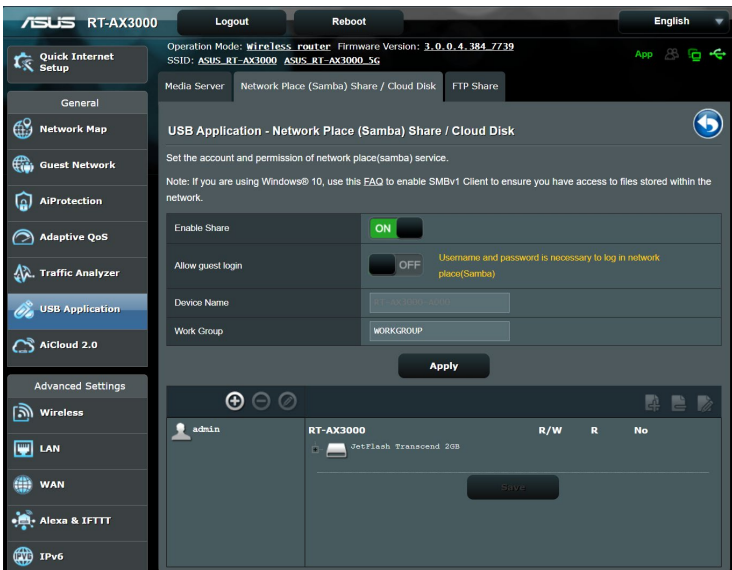 ASUS RT-AX3000 Logout Reboot English
Operation Mode: Wireless router Firmware Version: 3.0.0.4.384_7739
SSID: ASUS_RT-AX3000 ASUS_RT-AX3000_5G
App
Quick Internet
Setup
General
Network Map
Guest Network
AiProtection
Adaptive QoS
Traffic Analyzer
USB Application
AiCloud 2.0
Advanced Settings
Wireless
LAN
WAN
Alexa & IFTTT
IPv6
Media Server Network Place (Samba) Share / Cloud Disk FTP Share
USB Application - Network Place (Samba) Share / Cloud Disk
Set the account and permission of network place(samba) service.
Note: If you are using Windows® 10, use this FAQ to enable SMBv1 Client to ensure you have access to files stored within the
network.
Enable Share ON
Allow guest login OFF Username and password is necessary to log in network
place(Samba)
Device Name
Work Group WORKGROUP
Apply
admin
RT-AX3000 R/W R No
JetFlash Transcend 2GB
Save